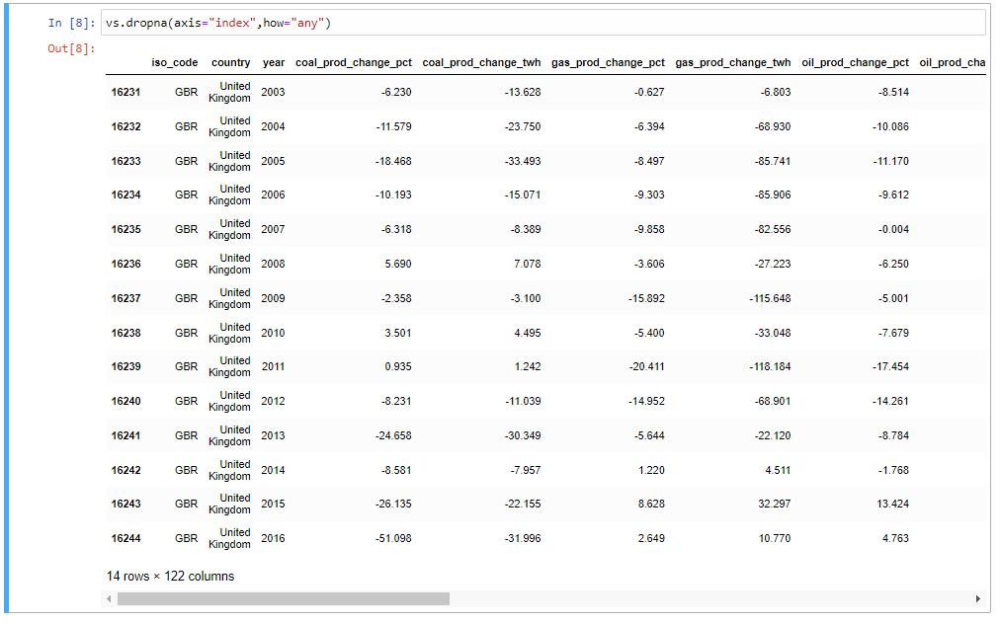 In [8]: vs.dropna(axis="index",how="any")
Out[8]:
iso_code country year coal_prod_change_pct coal_prod_change_twh gas_prod_change_pct gas_prod_change_twh oil_prod_change_pct oil_prod_cha
16231 GBR United Kingdom 2003 -6.230 -13.628 -0.627 -6.803 -8.514
16232 GBR United Kingdom 2004 -11.579 -23.750 -6.394 -68.930 -10.086
16233 GBR United Kingdom 2005 -18.468 -33.493 -8.497 -85.741 -11.170
16234 GBR United Kingdom 2006 -10.193 -15.071 -9.303 -85.906 -9.612
16235 GBR United Kingdom 2007 -6.318 -8.389 -9.858 -82.556 -0.004
16236 GBR United Kingdom 2008 5.690 7.078 -3.606 -27.223 -6.250
16237 GBR United Kingdom 2009 -2.358 -3.100 -15.892 -115.648 -5.001
16238 GBR United Kingdom 2010 3.501 4.495 -5.400 -33.048 -7.679
16239 GBR United Kingdom 2011 0.935 1.242 -20.411 -118.184 -17.454
16240 GBR United Kingdom 2012 -8.231 -11.039 -14.952 -68.901 -14.261
16241 GBR United Kingdom 2013 -24.658 -30.349 -5.644 -22.120 -8.784
16242 GBR United Kingdom 2014 -8.581 -7.957 1.220 4.511 -1.768
16243 GBR United Kingdom 2015 -26.135 -22.155 8.628 32.297 13.424
16244 GBR United Kingdom 2016 -51.098 -31.996 2.649 10.770 4.763
14 rows × 122 columns